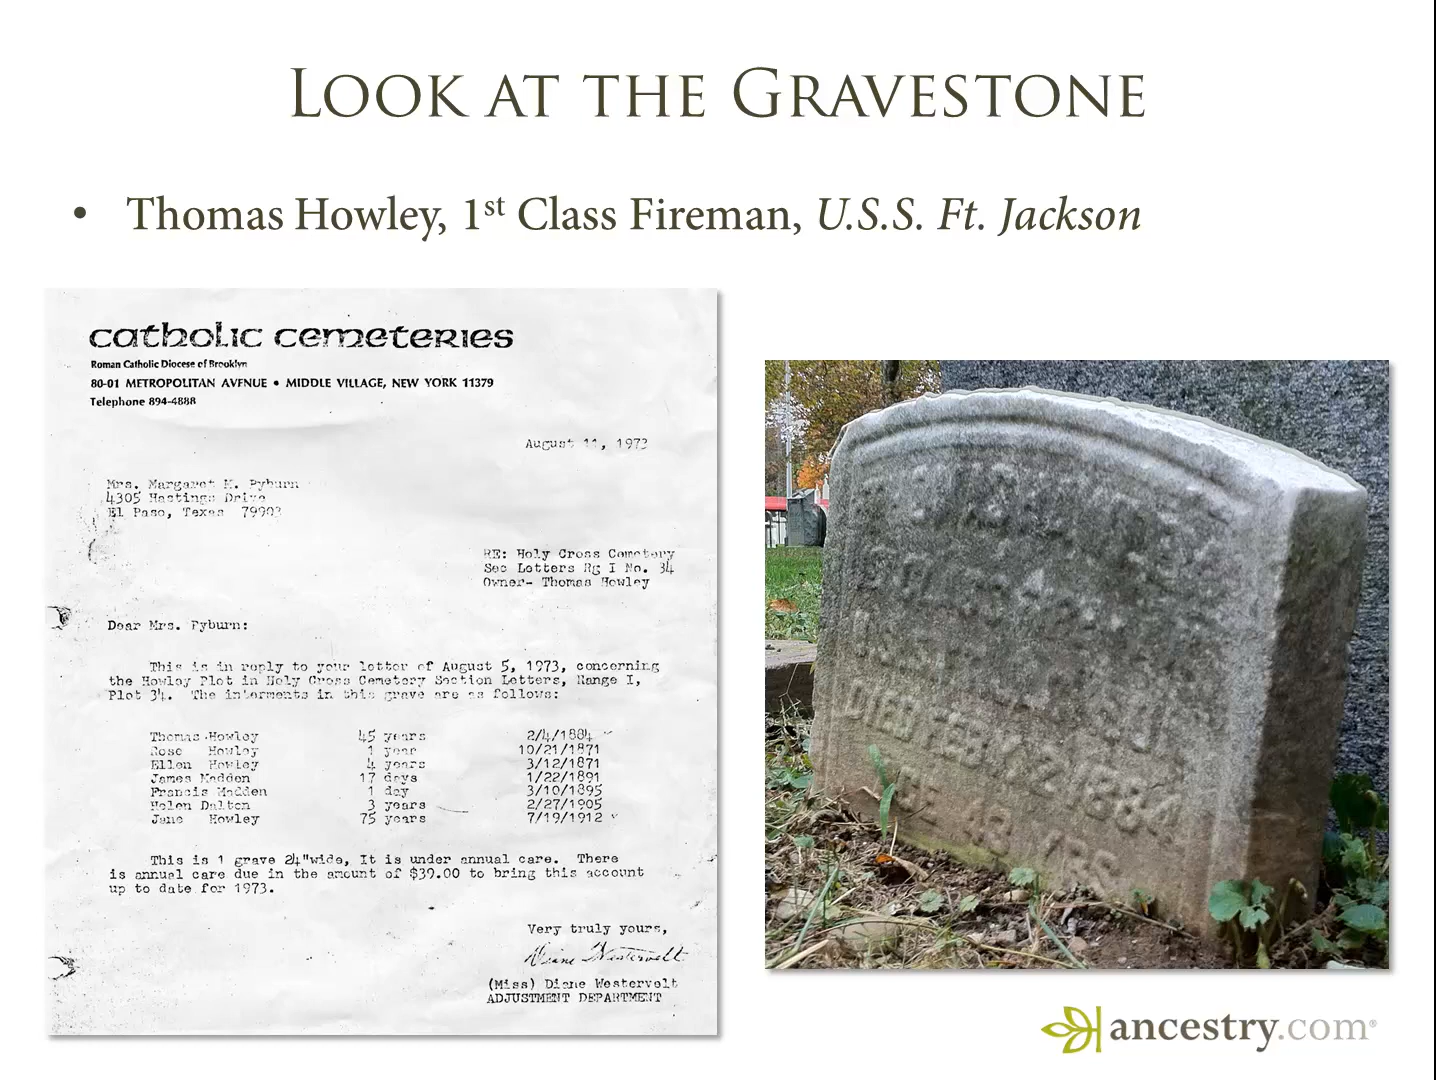 LOOK AT THE GRAVESTONE
• Thomas Howley, 1st Class Fireman, U.S.S. Ft. Jackson
catholic cemeteries
Roman Catholic Diocese of Brooklyn
80-01 METROPOLITAN AVENUE • MIDDLE VILLAGE, NEW YORK 11379
Telephone 894-4888
August 11, 1973
Mrs. Margaret M. Pyburn
4305 Hastings Drive
El Paso, Texas 79903
RE: Holy Cross Cemetery
Sec Letters Rg I No. 34
Owner- Thomas Howley
Dear Mrs. Pyburn:
This is in reply to your letter of August 5, 1973, concerning
the Howley Plot in Holy Cross Cemetery Section Letters, Range I,
Plot 34. The interments in this grave are as follows:
Thomas Howley 45 years 2/4/1884
Rose Howley 1 year 10/21/1871
Ellen Howley 4 years 3/12/1871
James Madden 17 days 1/22/1891
Francis Madden 1 day 3/10/1895
Helen Dalton 3 years 2/27/1905
Jane Howley 75 years 7/19/1912
This is 1 grave 24"wide, It is under annual care. There
is annual care due in the amount of $39.00 to bring this account
up to date for 1973.
Very truly yours,
Diane Westervelt
(Miss) Diane Westervelt
ADJUSTMENT DEPARTMENT
DIED FEBY. 2 1884
43 YRS
ancestry.com®